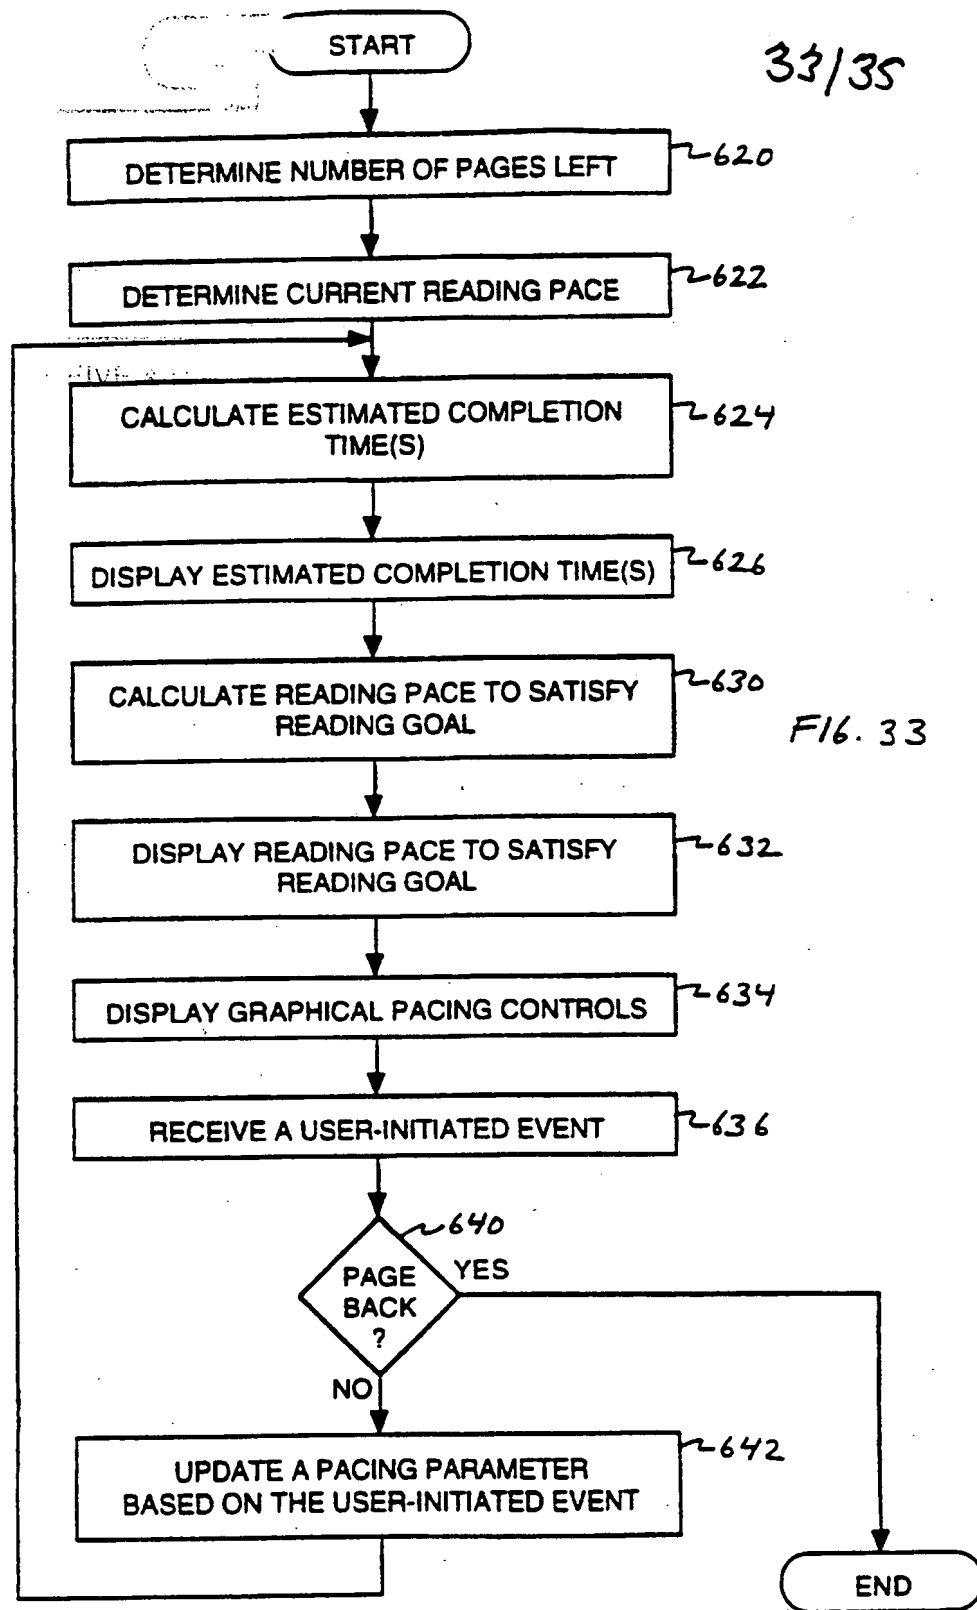 START
33/35
DETERMINE NUMBER OF PAGES LEFT
620
DETERMINE CURRENT READING PACE
622
CALCULATE ESTIMATED COMPLETION
TIME(S)
624
DISPLAY ESTIMATED COMPLETION TIME(S)
626
CALCULATE READING PACE TO SATISFY
READING GOAL
630
FIG. 33
DISPLAY READING PACE TO SATISFY
READING GOAL
632
DISPLAY GRAPHICAL PACING CONTROLS
634
RECEIVE A USER-INITIATED EVENT
636
640
PAGE
BACK
?
YES
NO
UPDATE A PACING PARAMETER
BASED ON THE USER-INITIATED EVENT
642
END